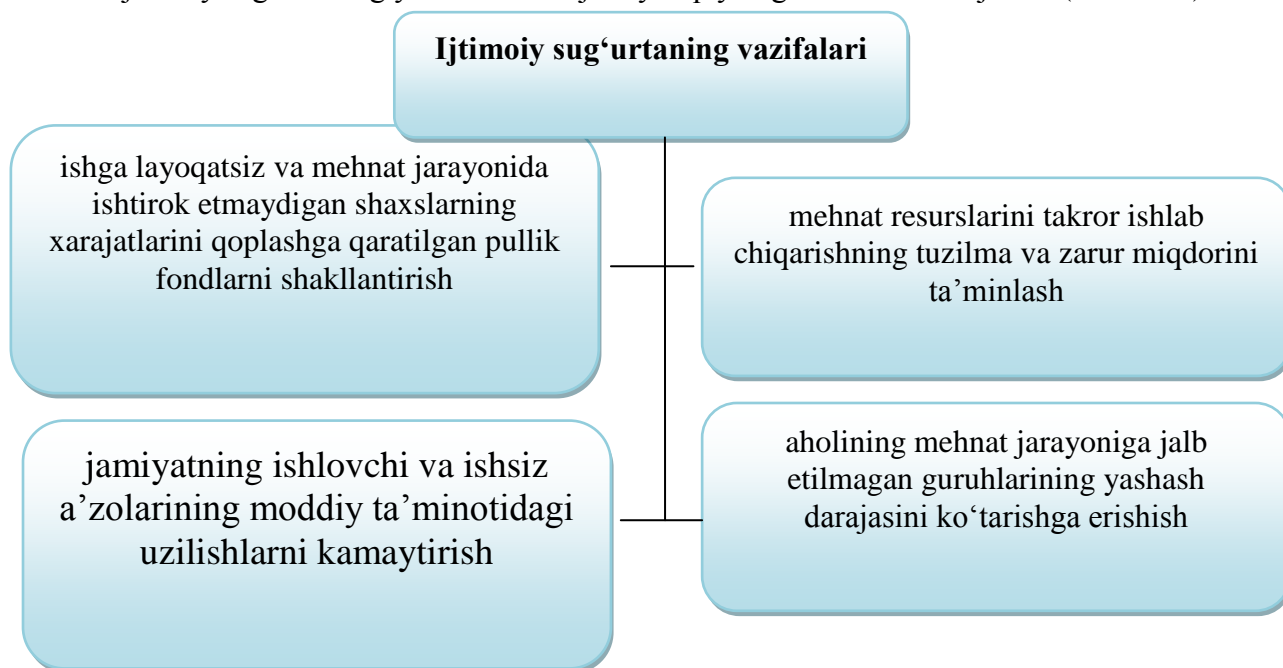 Ijtimoiy sug‘urtaning vazifalari
ishga layoqatsiz va mehnat jarayonida
ishtirok etmaydigan shaxslarning
xarajatlarini qoplashga qaratilgan pullik
fondlarni shakllantirish
mehnat resurslarini takror ishlab
chiqarishning tuzilma va zarur miqdorini
ta’minlash
jamiyatning ishlovchi va ishsiz
a’zolarining moddiy ta’minotidagi
uzilishlarni kamaytirish
aholining mehnat jarayoniga jalb
etilmagan guruhlarining yashash
darajasini ko‘tarishga erishish